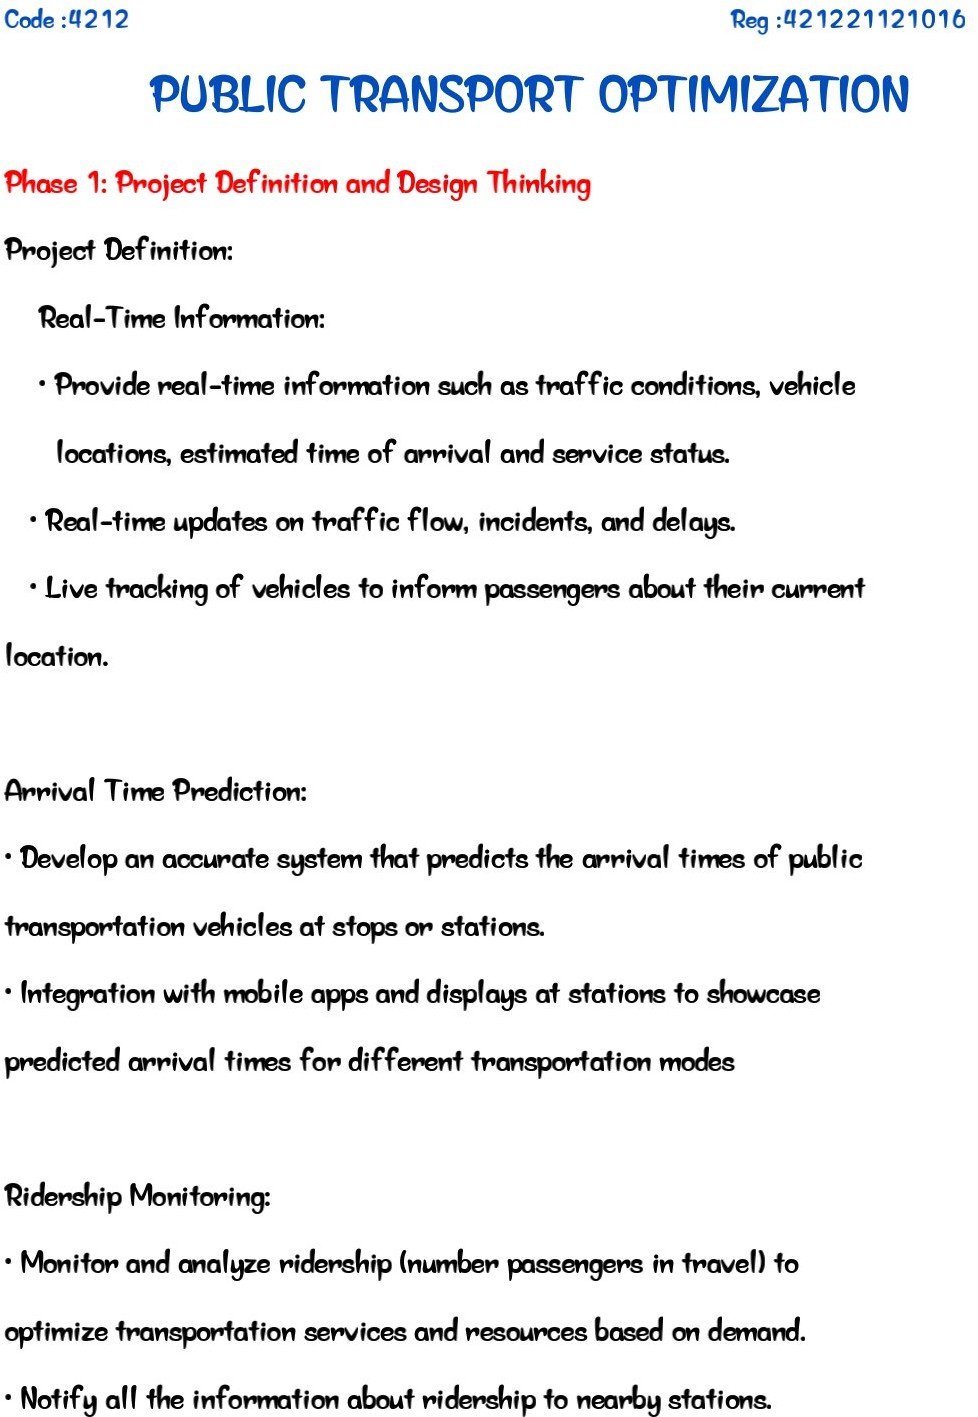 Code :4212 Reg :421221121016
PUBLIC TRANSPORT OPTIMIZATION
Phase 1: Project Definition and Design Thinking
Project Definition:
Real-Time Information:
• Provide real-time information such as traffic conditions, vehicle
locations, estimated time of arrival and service status.
• Real-time updates on traffic flow, incidents, and delays.
• Live tracking of vehicles to inform passengers about their current
location.
Arrival Time Prediction:
• Develop an accurate system that predicts the arrival times of public
transportation vehicles at stops or stations.
• Integration with mobile apps and displays at stations to showcase
predicted arrival times for different transportation modes
Ridership Monitoring:
• Monitor and analyze ridership (number passengers in travel) to
optimize transportation services and resources based on demand.
• Notify all the information about ridership to nearby stations.